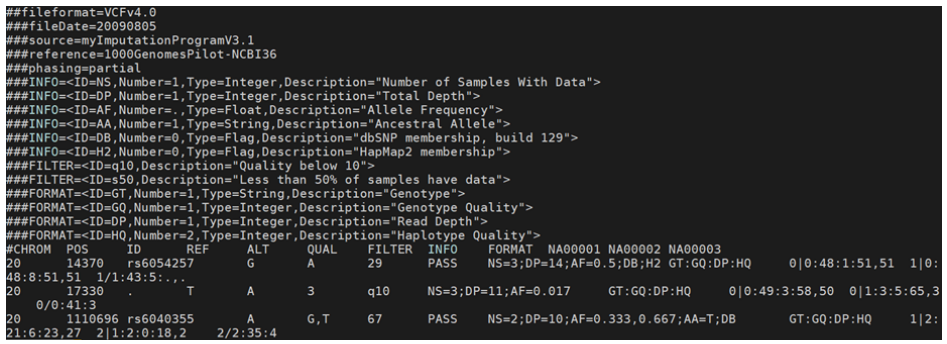 ##fileformat=VCFv4.0
##fileDate=20090805
###source=myImputationProgramV3.1
###reference=1000GenomesPilot-NCBI36
###phasing=partial
###INFO=<ID=NS,Number=1,Type=Integer,Description="Number of Samples With Data">
###INFO=<ID=DP,Number=1,Type=Integer,Description="Total Depth">
###INFO=<ID=AF,Number=.,Type=Float,Description="Allele Frequency">
###INFO=<ID=AA,Number=1,Type=String,Description="Ancestral Allele">
###INFO=<ID=DB,Number=0,Type=Flag,Description="dbSNP membership, build 129">
###INFO=<ID=H2,Number=0,Type=Flag,Description="HapMap2 membership">
###FILTER=<ID=q10,Description="Quality below 10">
###FILTER=<ID=s50,Description="Less than 50% of samples have data">
###FORMAT=<ID=GT,Number=1,Type=String,Description="Genotype">
###FORMAT=<ID=GQ,Number=1,Type=Integer,Description="Genotype Quality">
###FORMAT=<ID=DP,Number=1,Type=Integer,Description="Read Depth">
###FORMAT=<ID=HQ,Number=2,Type=Integer,Description="Haplotype Quality">
#CHROM POS ID REF ALT QUAL FILTER INFO FORMAT NA00001 NA00002 NA00003
20 14370 rs6054257 G A 29 PASS NS=3;DP=14;AF=0.5;DB;H2 GT:GQ:DP:HQ 0|0:48:1:51,51 1|0:
48:8:51,51 1/1:43:5:.,.
20 17330 . T A 3 q10 NS=3;DP=11;AF=0.017 GT:GQ:DP:HQ 0|0:49:3:58,50 0|1:3:5:65,3
0/0:41:3
20 1110696 rs6040355 A G,T 67 PASS NS=2;DP=10;AF=0.333,0.667;AA=T;DB GT:GQ:DP:HQ 1|2:
21:6:23,27 2|1:2:0:18,2 2/2:35:4